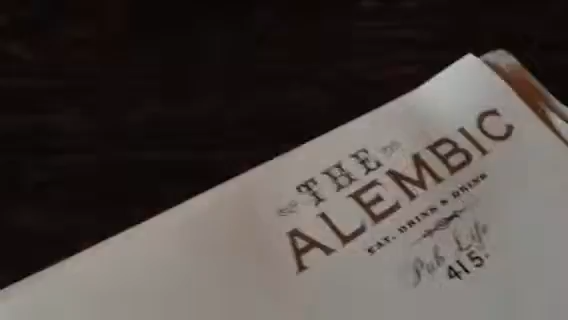 THE
ALEMBIC
EAT, DRINK & DRINK
Pub Life
415.